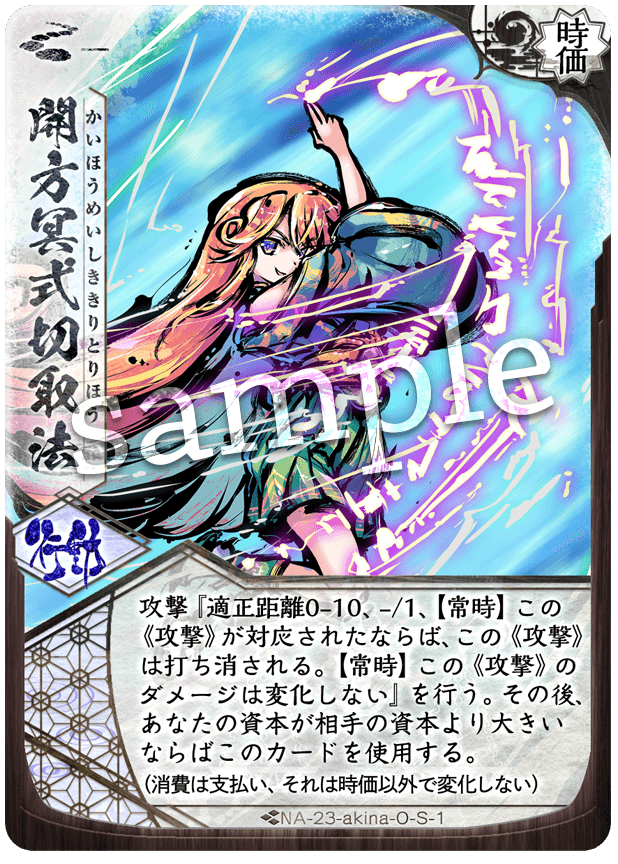 時価
開方冥式切取法
かいほうめいしききりとりほう
sample
行動
攻撃『適正距離0-10、-/1、【常時】この
《攻撃》が対応されたならば、この《攻撃》
は打ち消される。【常時】この《攻撃》の
ダメージは変化しない』を行う。その後、
あなたの資本が相手の資本より大きい
ならばこのカードを使用する。
(消費は支払い、それは時価以外で変化しない)
NA-23-akina-O-S-1